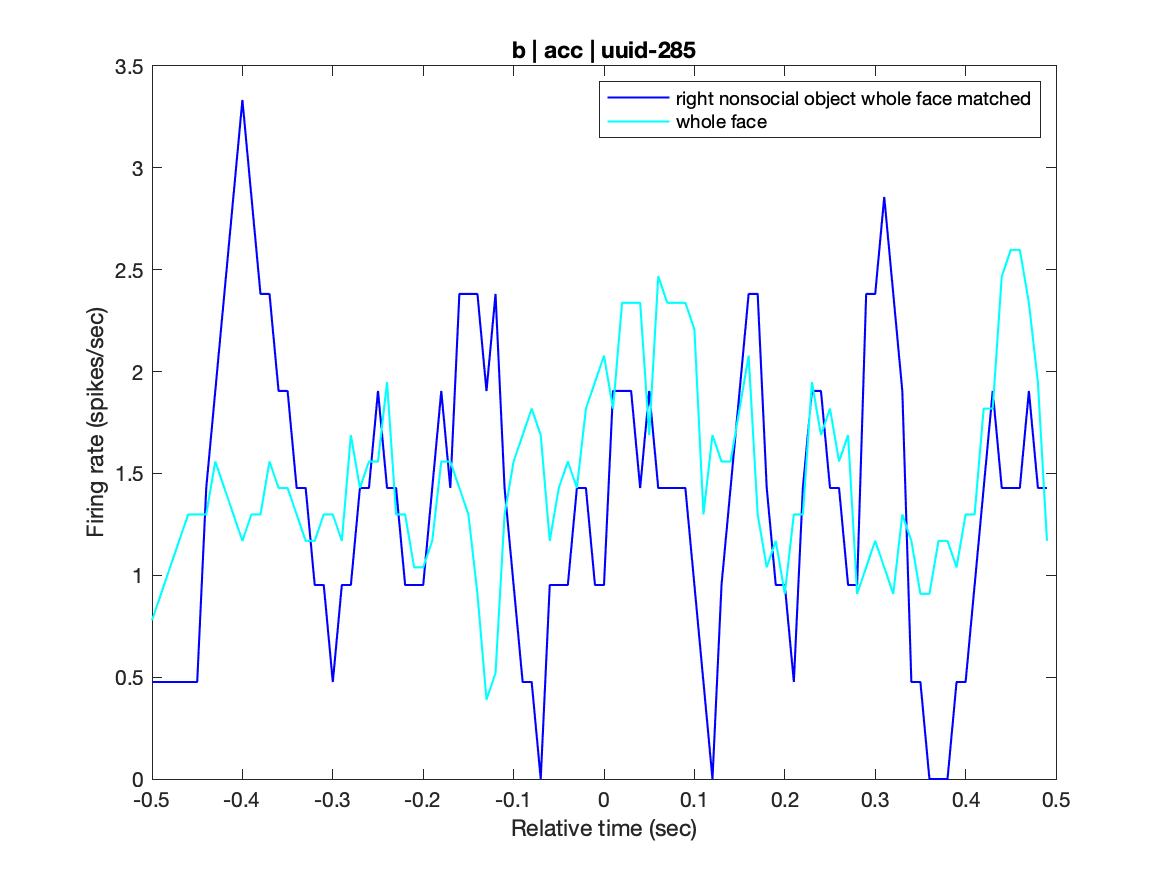 b | acc | uuid-285
right nonsocial object whole face matched
whole face
3.5
3
2.5
2
1.5
1
0.5
0
Firing rate (spikes/sec)
-0.5 -0.4 -0.3 -0.2 -0.1 0 0.1 0.2 0.3 0.4 0.5
Relative time (sec)